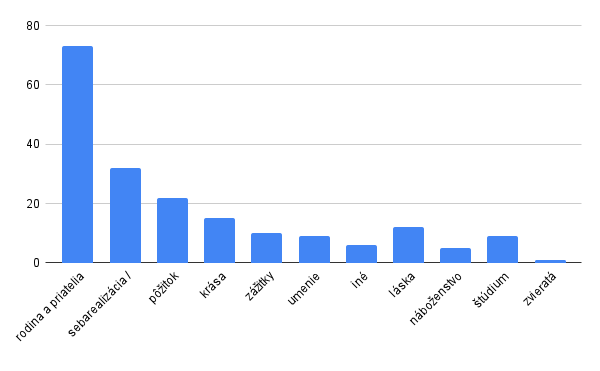 80
60
40
20
0
rodina a priatelia
sebarealizácia /
pôžitok
krása
zážitky
umenie
iné
láska
náboženstvo
štúdium
zvieratá